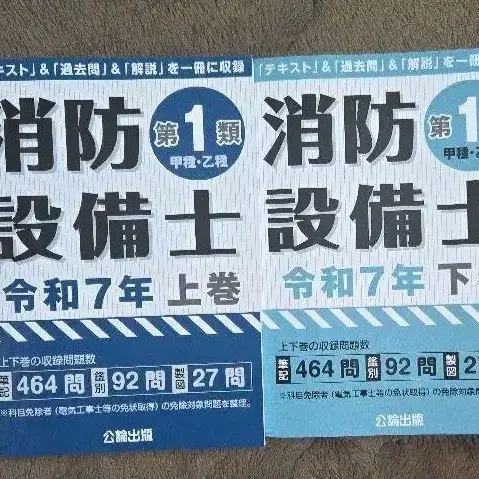 キスト」&「過去問」&「解説」を一冊に収録
消防
設備士
第1類
甲種・乙種
令和7年 上巻
上下巻の収録問題数
筆記 464問 鑑別 92問 製図 27問
※科目免除者（電気工事士等の免状取得）の免除対象問題を整理。
公論出版
「テキスト」&「過去問」&「解説」を一冊
消防
設備士
第1
甲種・乙
令和7年 下
上下巻の収録問題数
筆記 464問 鑑別 92問 製図 2
※科目免除者（電気工事士等の免状取得）の免除対象問
公論出版